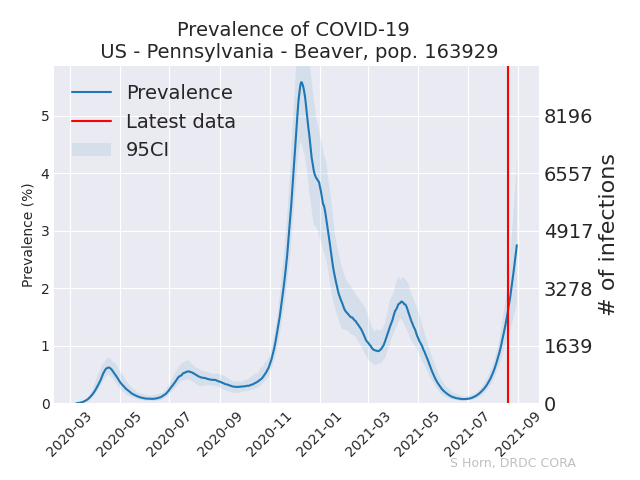 Prevalence of COVID-19
US - Pennsylvania - Beaver, pop. 163929
Prevalence
Latest data
95CI
Prevalence (%)
5
4
3
2
1
0
8196
6557
4917
3278
1639
0
# of infections
2020-03
2020-05
2020-07
2020-09
2020-11
2021-01
2021-03
2021-05
2021-07
2021-09
S Horn, DRDC CORA